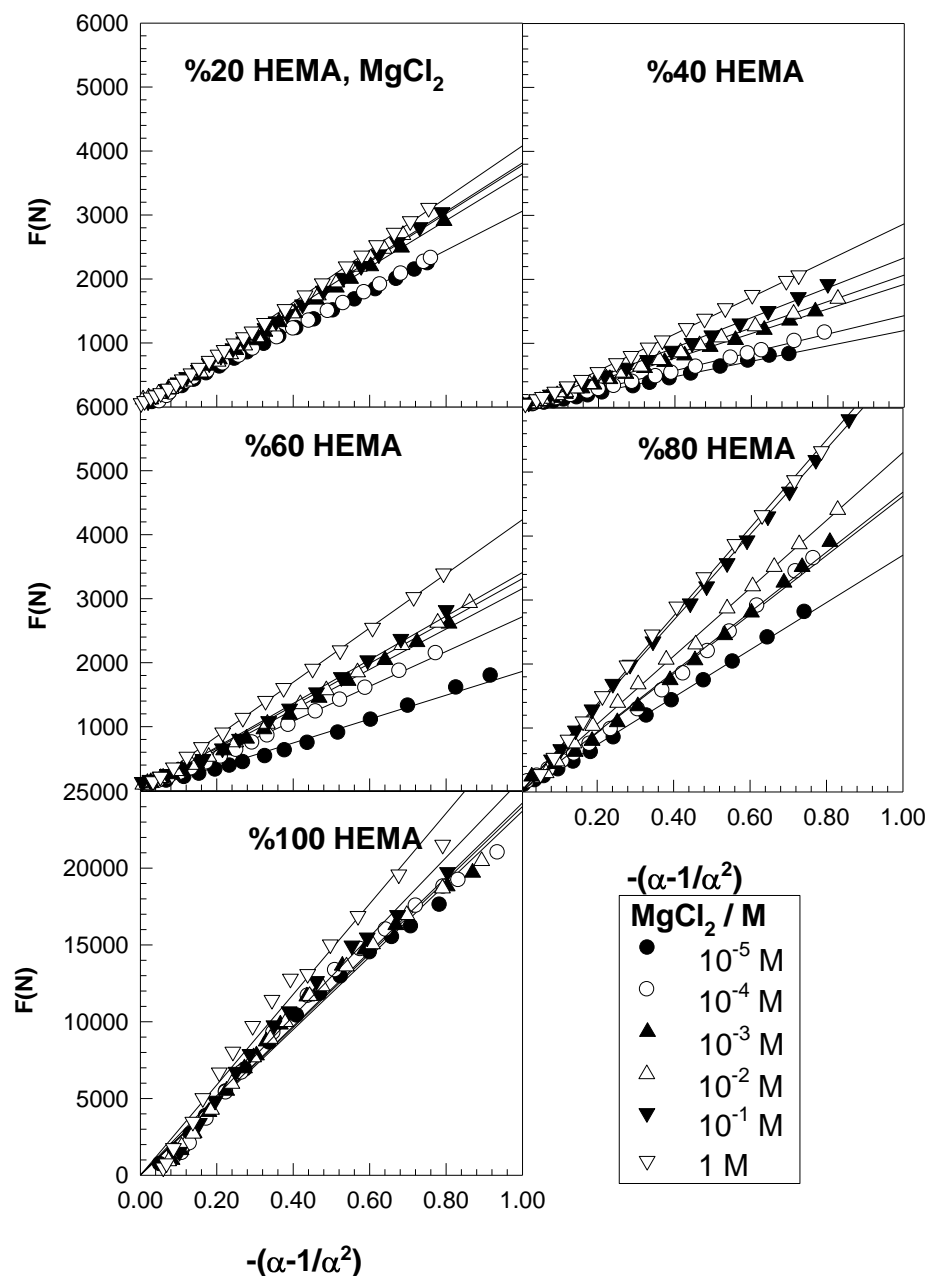 6000
5000
4000
3000
2000
1000
F(N)
%20 HEMA, MgCl₂
%40 HEMA
6000
5000
4000
3000
2000
1000
F(N)
%60 HEMA
%80 HEMA
0.20 0.40 0.60 0.80 1.00
-(α-1/α²)
25000
20000
15000
10000
5000
0
F(N)
%100 HEMA
0.00 0.20 0.40 0.60 0.80 1.00
-(α-1/α²)
MgCl₂ / M
10⁻⁵ M
10⁻⁴ M
10⁻³ M
10⁻² M
10⁻¹ M
1 M